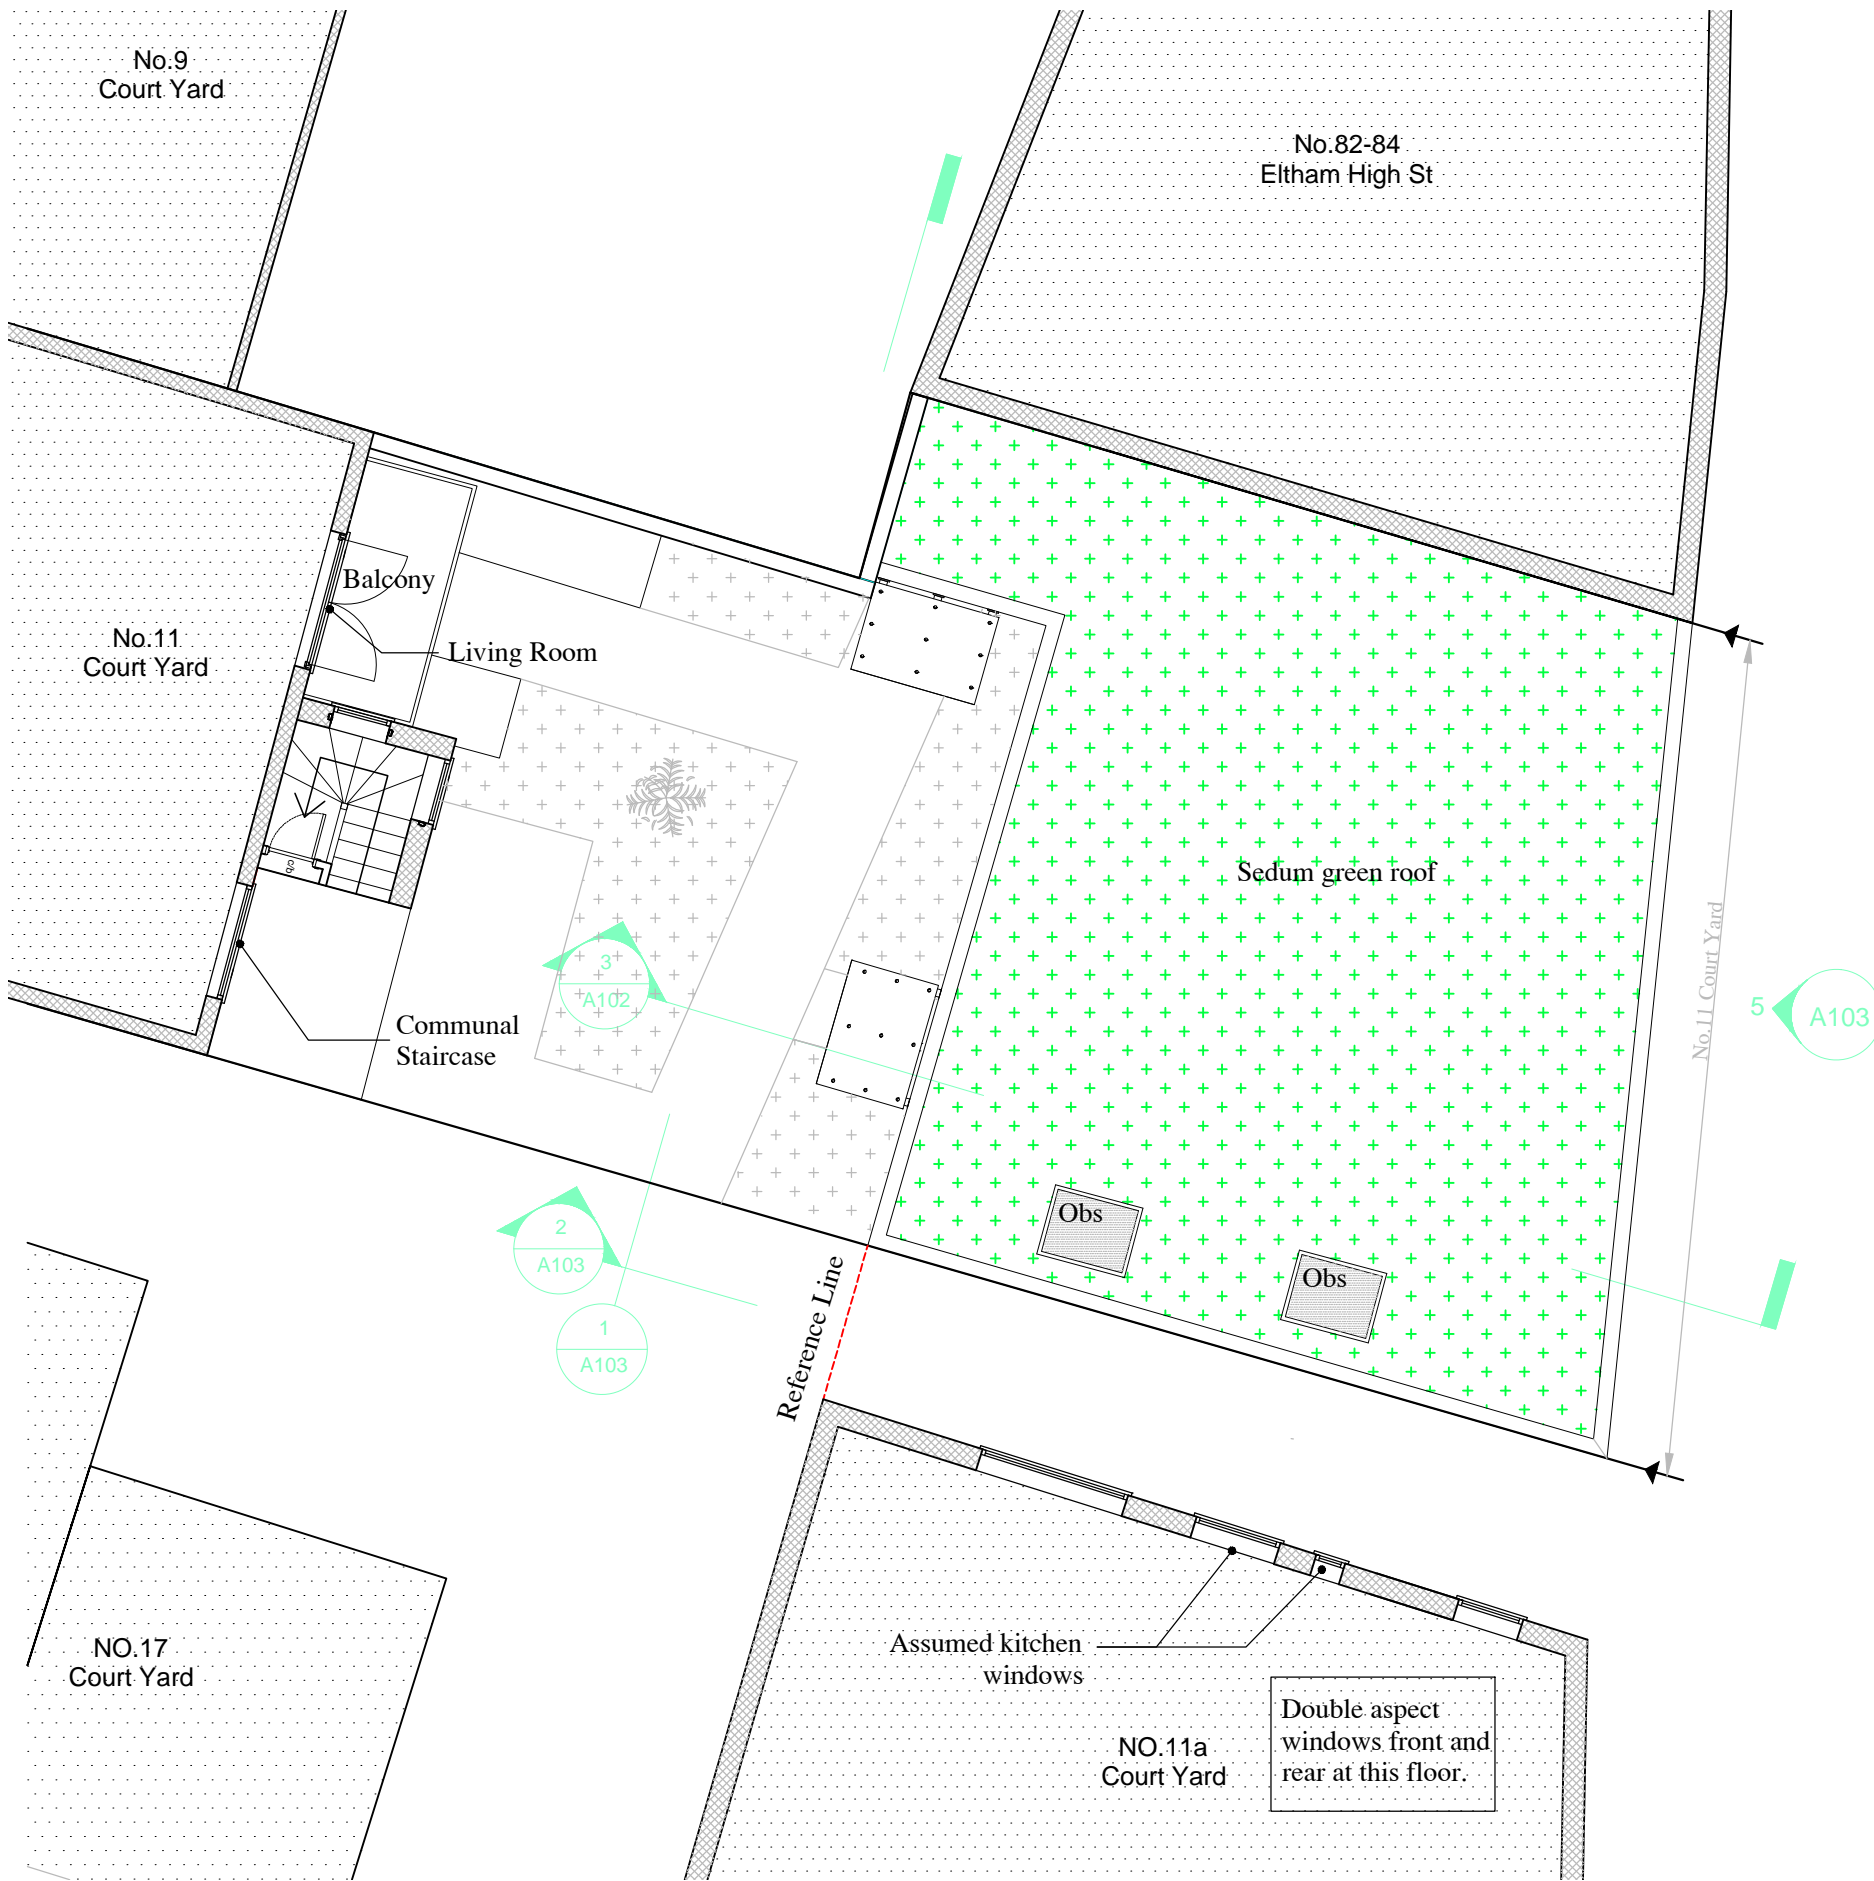 No.9
Court Yard
No.82-84
Eltham High St
Balcony
No.11
Court Yard
Living Room
Sedum green roof
3
A102
No.11 Court Yard
5
A103
Communal
Staircase
Obs
2
A103
Obs
Reference Line
1
A103
Assumed kitchen
windows
NO.17
Court Yard
Double aspect
windows front and
rear at this floor.
NO.11a
Court Yard